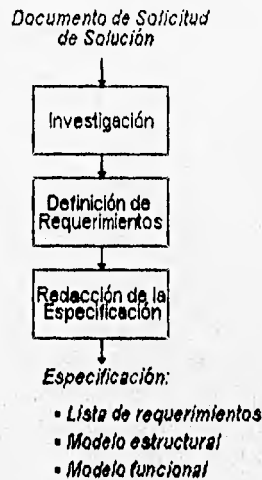 Documento de Solicitud
de Solución
Investigación
Definición de
Requerimientos
Redacción de la
Especificación
Especificación:
▪ Lista de requerimientos
▪ Modelo estructural
▪ Modelo funcional